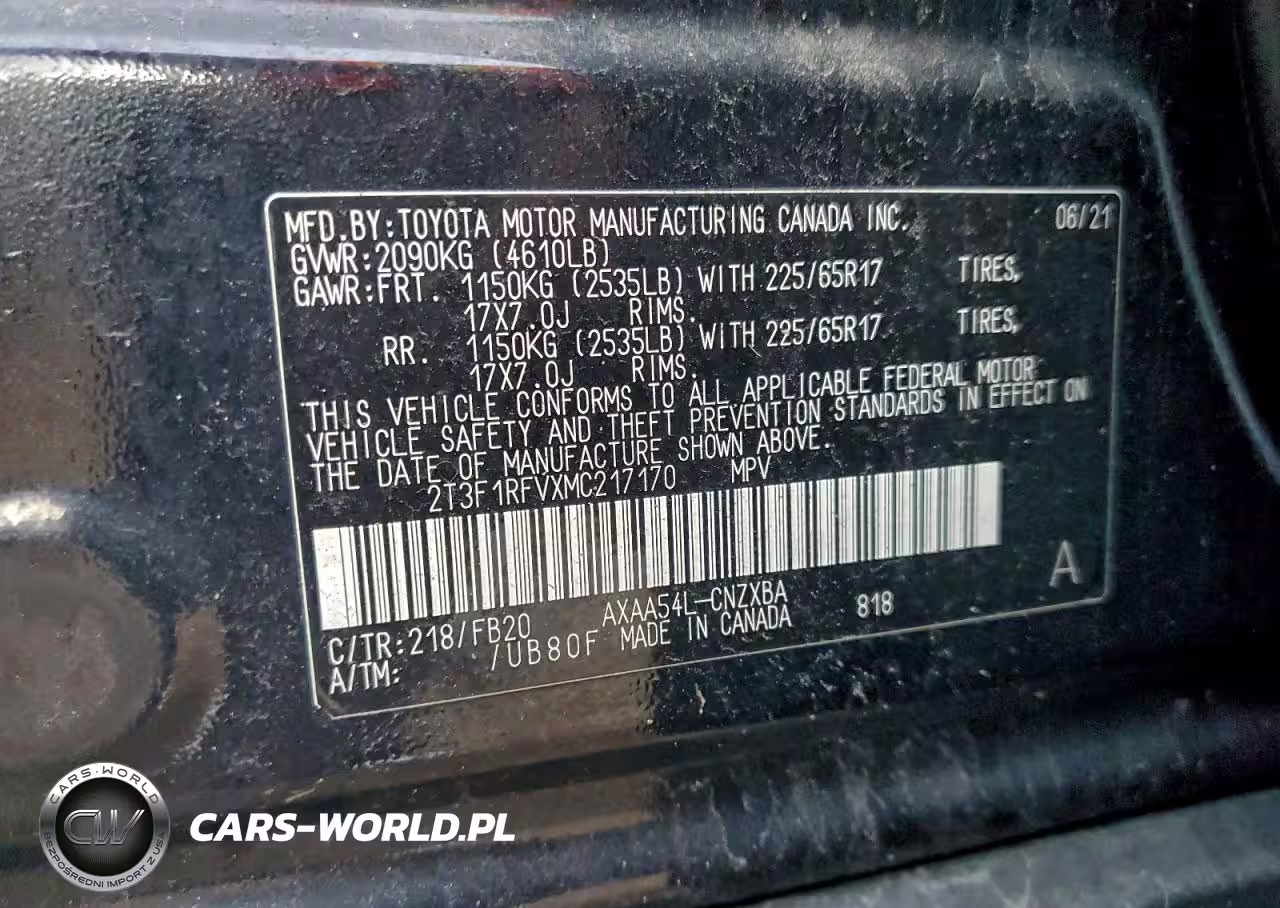 MFD.BY:TOYOTA MOTOR MANUFACTURING CANADA INC. 06/21
GVWR:2090KG (4610LB)
GAWR:FRT. 1150KG (2535LB) WITH 225/65R17 TIRES,
17X7.0J RIMS.
RR. 1150KG (2535LB) WITH 225/65R17 TIRES,
17X7.0J RIMS.
THIS VEHICLE CONFORMS TO ALL APPLICABLE FEDERAL MOTOR
VEHICLE SAFETY AND THEFT PREVENTION STANDARDS IN EFFECT ON
THE DATE OF MANUFACTURE SHOWN ABOVE.
2T3F1RFVXMC217170 MPV
A
C/TR:218/FB20 AXAA54L-CNZXBA 818
A/TM: /UB80F MADE IN CANADA
CARS-WORLD
CW
BEZPOŚREDNI IMPORT Z USA
CARS-WORLD.PL